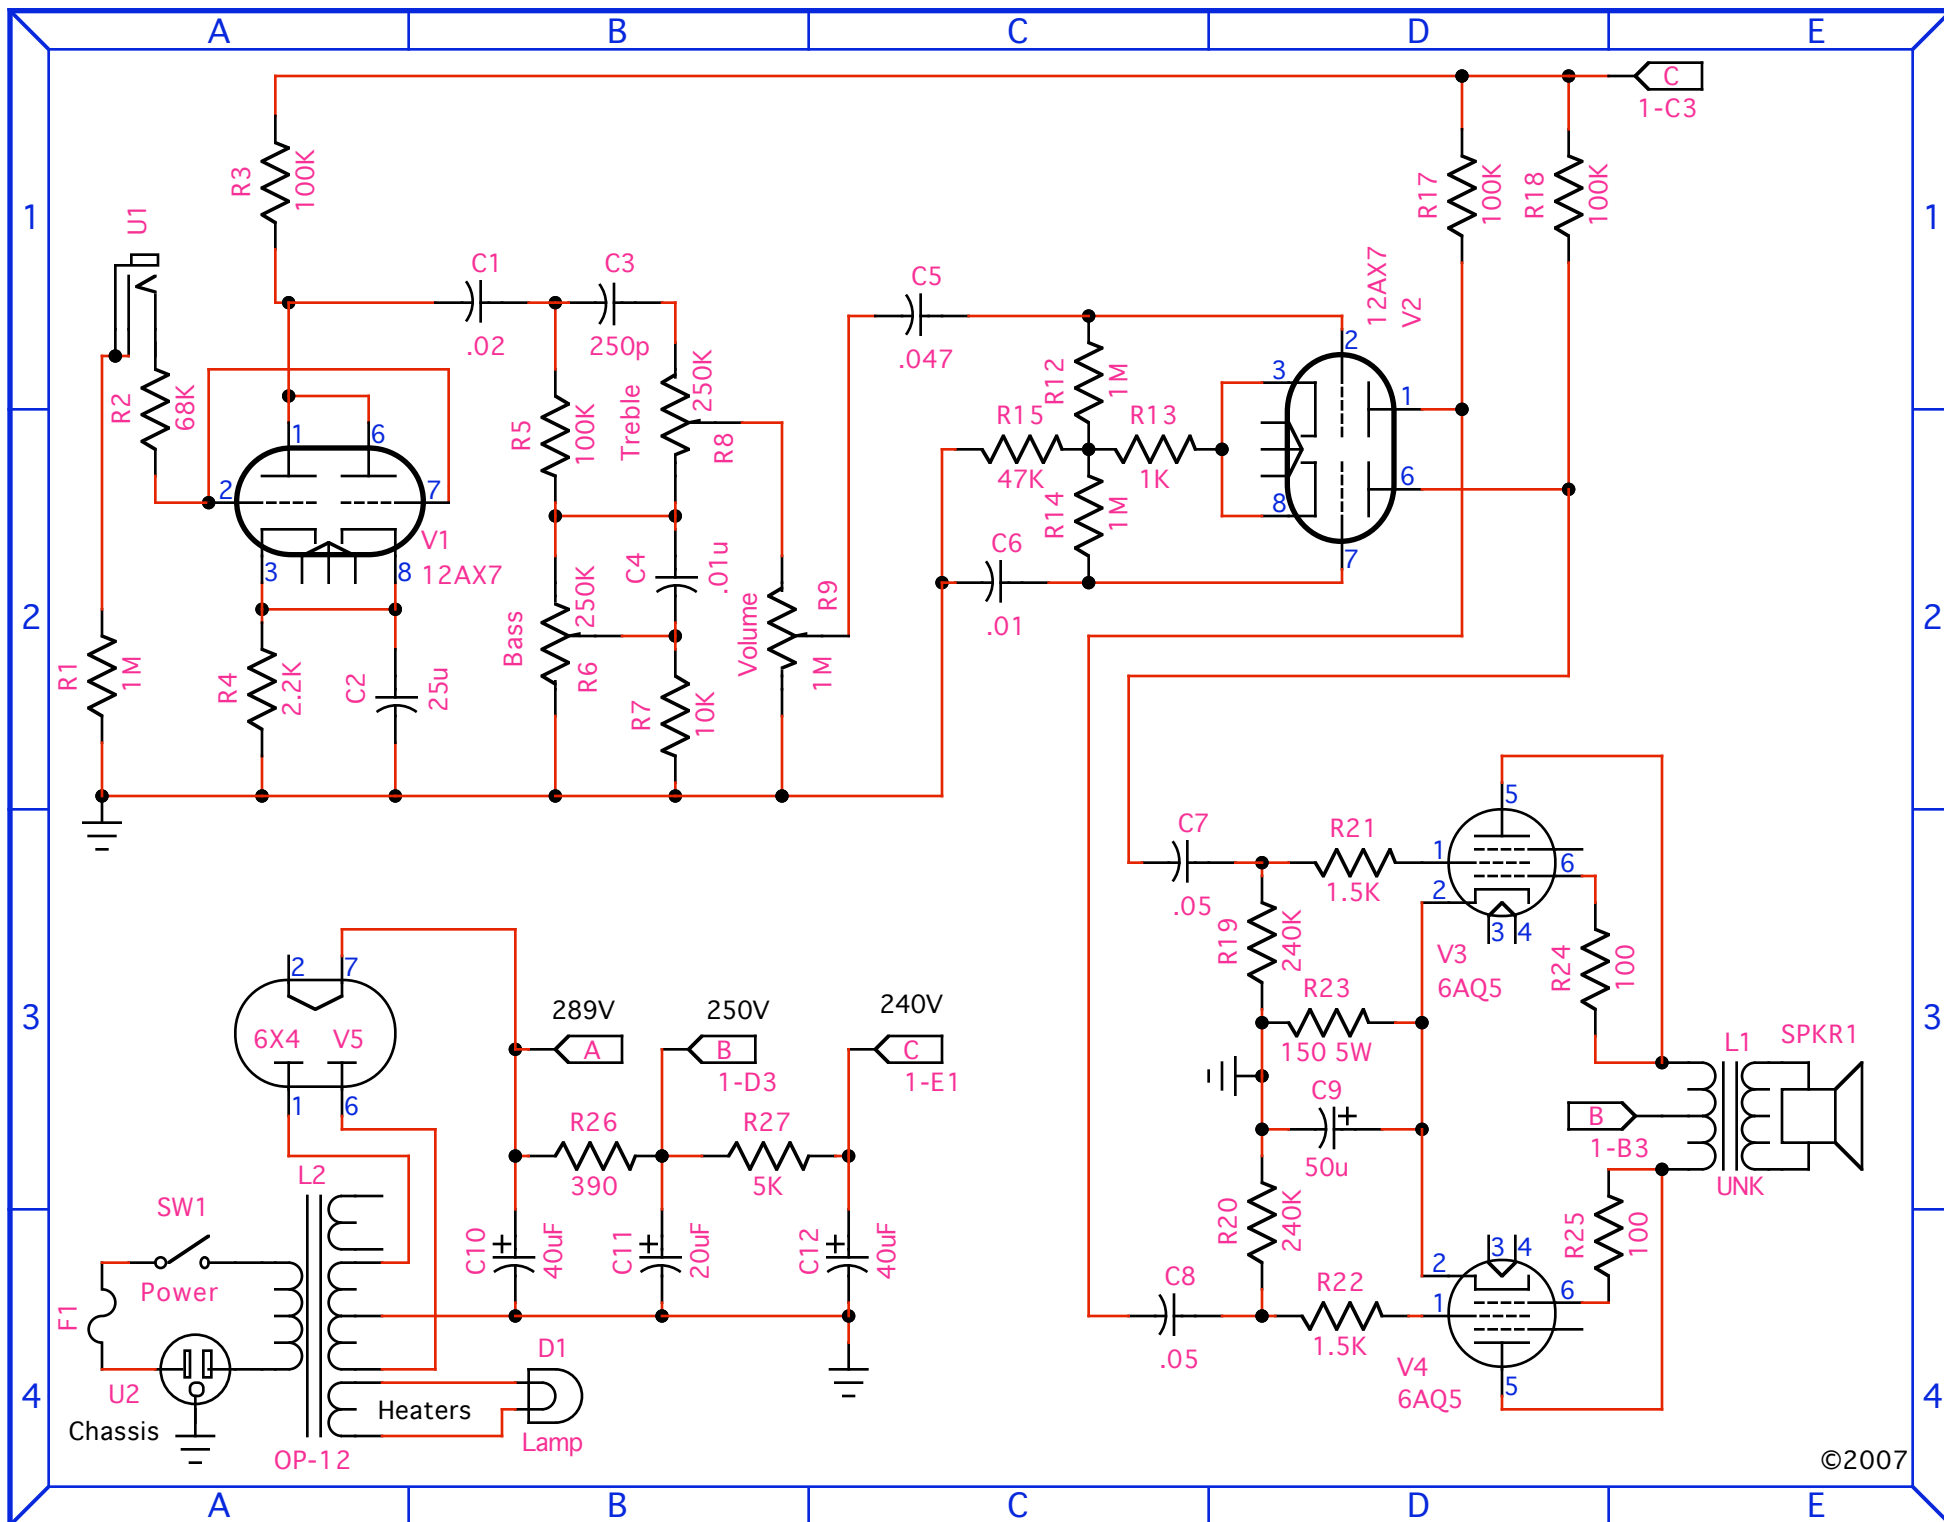 A B C D E
1
2
3
4
1
2
3
4
A B C D E
C
1-C3
R3
100K
U1
R2
68K
R1
1M
1
6
2
7
3
8
V1
12AX7
R4
2.2K
C2
25u
C1
.02
C3
250p
R5
100K
Treble
250K
R8
C4
.01u
Bass
250K
R6
R7
10K
Volume
R9
1M
C5
.047
R12
1M
R15
47K
R13
1K
R14
1M
C6
.01
12AX7
V2
2
3
1
6
8
7
R17
100K
R18
100K
C7
.05
R21
1.5K
R19
240K
R23
150 5W
C9
50u
R20
240K
C8
.05
R22
1.5K
5
1
2
6
3
4
V3
6AQ5
R24
100
L1
UNK
SPKR1
B
1-B3
R25
100
3
4
2
1
6
5
V4
6AQ5
2
7
6X4
V5
1
6
289V
A
250V
B
1-D3
240V
C
1-E1
R26
390
R27
5K
C10
40uF
C11
20uF
C12
40uF
L2
OP-12
SW1
Power
F1
U2
Chassis
Heaters
D1
Lamp
©2007